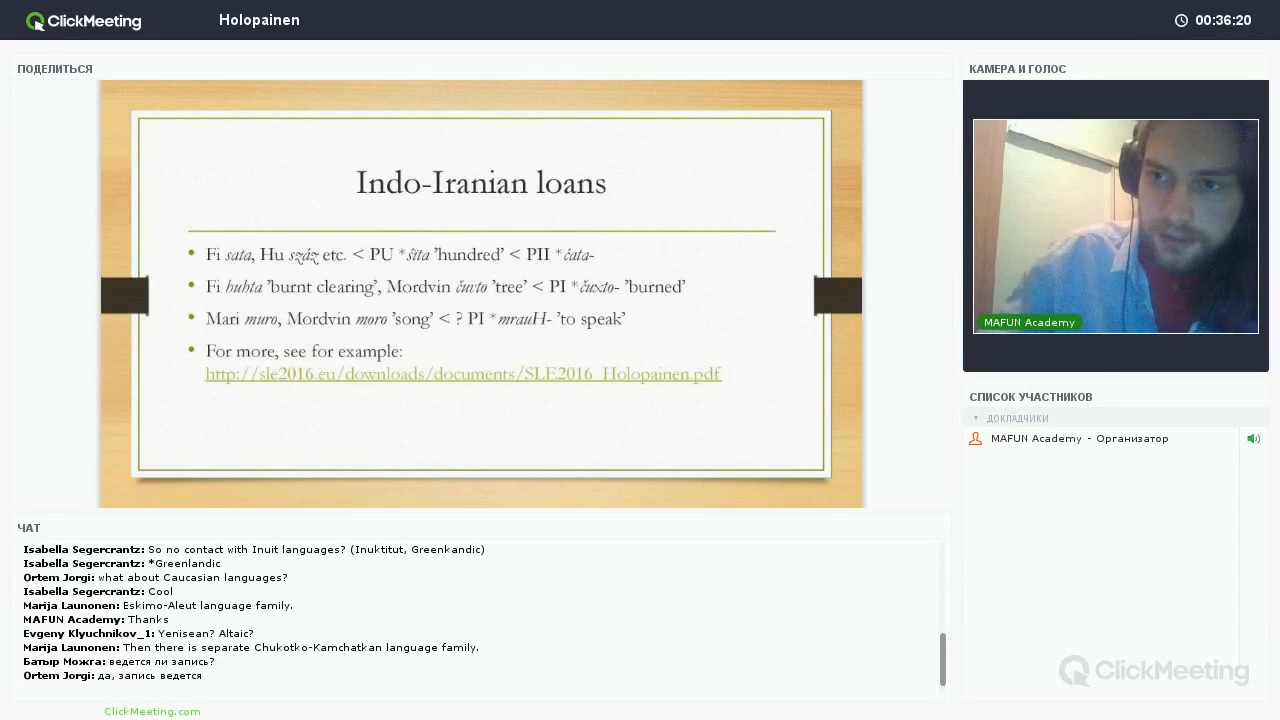 ClickMeeting
Holopainen
00:36:20
ПОДЕЛИТЬСЯ
Indo-Iranian loans
• Fi sata, Hu száz etc. < PU *śita 'hundred' < PII *ćata-
• Fi huhta 'burnt clearing', Mordvin čuvto 'tree' < PI *čuxto- 'burned'
• Mari muro, Mordvin moro 'song' < ? PI *mrauH- 'to speak'
• For more, see for example:
http://sle2016.eu/downloads/documents/SLE2016_Holopainen.pdf
КАМЕРА И ГОЛОС
MAFUN Academy
СПИСОК УЧАСТНИКОВ
ДОКЛАДЧИКИ
MAFUN Academy - Организатор
ЧАТ
Isabella Segercrantz: So no contact with Inuit languages? (Inuktitut, Greenkandic)
Isabella Segercrantz: *Greenlandic
Ortem Jorgi: what about Caucasian languages?
Isabella Segercrantz: Cool
Marija Launonen: Eskimo-Aleut language family.
MAFUN Academy: Thanks
Evgeny Klyuchnikov_1: Yenisean? Altaic?
Marija Launonen: Then there is separate Chukotko-Kamchatkan language family.
Батыр Можга: ведется ли запись?
Ortem Jorgi: да, запись ведется
ClickMeeting
ClickMeeting.com